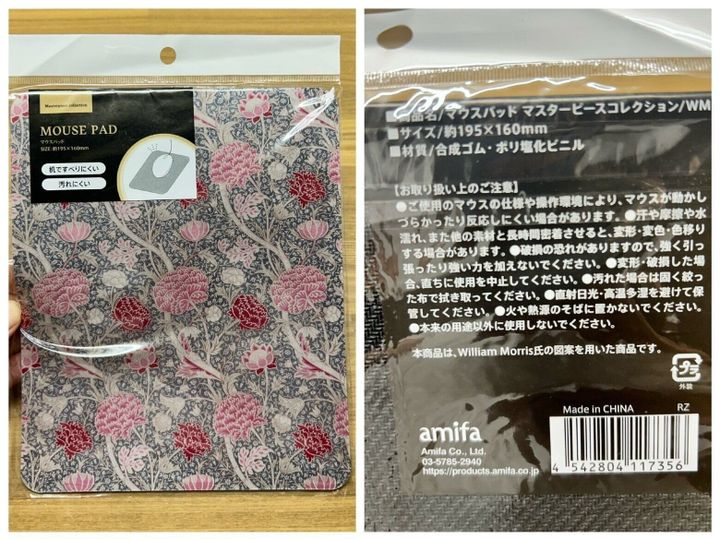 Masterpiece collection
MOUSE PAD
マウスパッド
SIZE:約195×160mm
机ですべりにくい
汚れにくい
■商品名/マウスパッド マスターピースコレクション/WM
■サイズ/約195×160mm
■材質/合成ゴム・ポリ塩化ビニル
【お取り扱い上のご注意】
●ご使用のマウスの仕様や操作環境により、マウスが動かし
づらかったり反応しにくい場合があります。●汗や摩擦や水
濡れ、また他の素材と長時間密着させると、変形・変色・色移り
する場合があります。●破損の恐れがありますので、強く引っ
張ったり強い力を加えないでください。●変形・破損した場
合、直ちに使用を中止してください。●汚れた場合は固く絞っ
た布で拭き取ってください。●直射日光・高温多湿を避けて保
管してください。●火や熱源のそばに置かないでください。
●本来の用途以外に使用しないでください。
本商品は、William Morris氏の図案を用いた商品です。
プラ
外装
Made in CHINA RZ
amifa
Amifa Co., Ltd.
03-5785-2940
https://products.amifa.co.jp
4 542804 117356